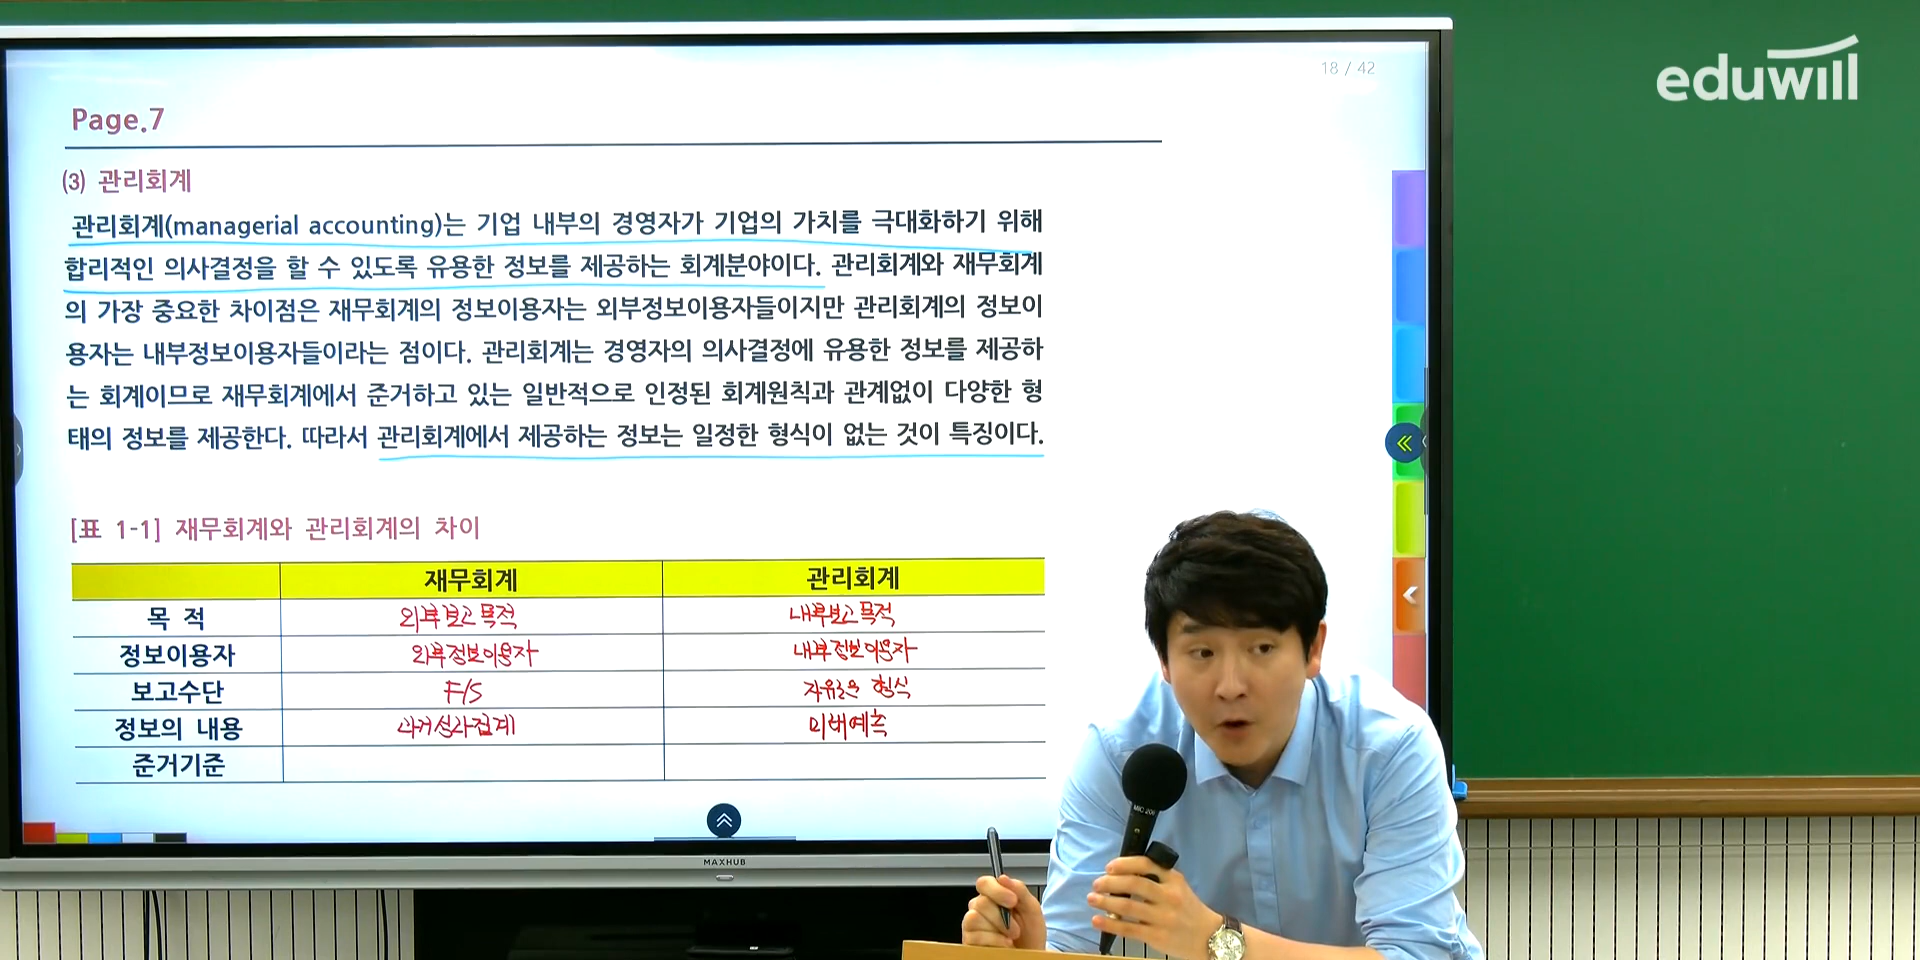 eduwill
18 / 42
Page.7
(3) 관리회계
관리회계(managerial accounting)는 기업 내부의 경영자가 기업의 가치를 극대화하기 위해
합리적인 의사결정을 할 수 있도록 유용한 정보를 제공하는 회계분야이다. 관리회계와 재무회계
의 가장 중요한 차이점은 재무회계의 정보이용자는 외부정보이용자들이지만 관리회계의 정보이
용자는 내부정보이용자들이라는 점이다. 관리회계는 경영자의 의사결정에 유용한 정보를 제공하
는 회계이므로 재무회계에서 준거하고 있는 일반적으로 인정된 회계원칙과 관계없이 다양한 형
태의 정보를 제공한다. 따라서 관리회계에서 제공하는 정보는 일정한 형식이 없는 것이 특징이다.
[표 1-1] 재무회계와 관리회계의 차이
재무회계 관리회계
목 적 외부보고목적 내부보고목적
정보이용자 외부정보이용자 내부정보이용자
보고수단 F/S 자유로운 형식
정보의 내용 과거성과집계 미래예측
준거기준
MAXHUB